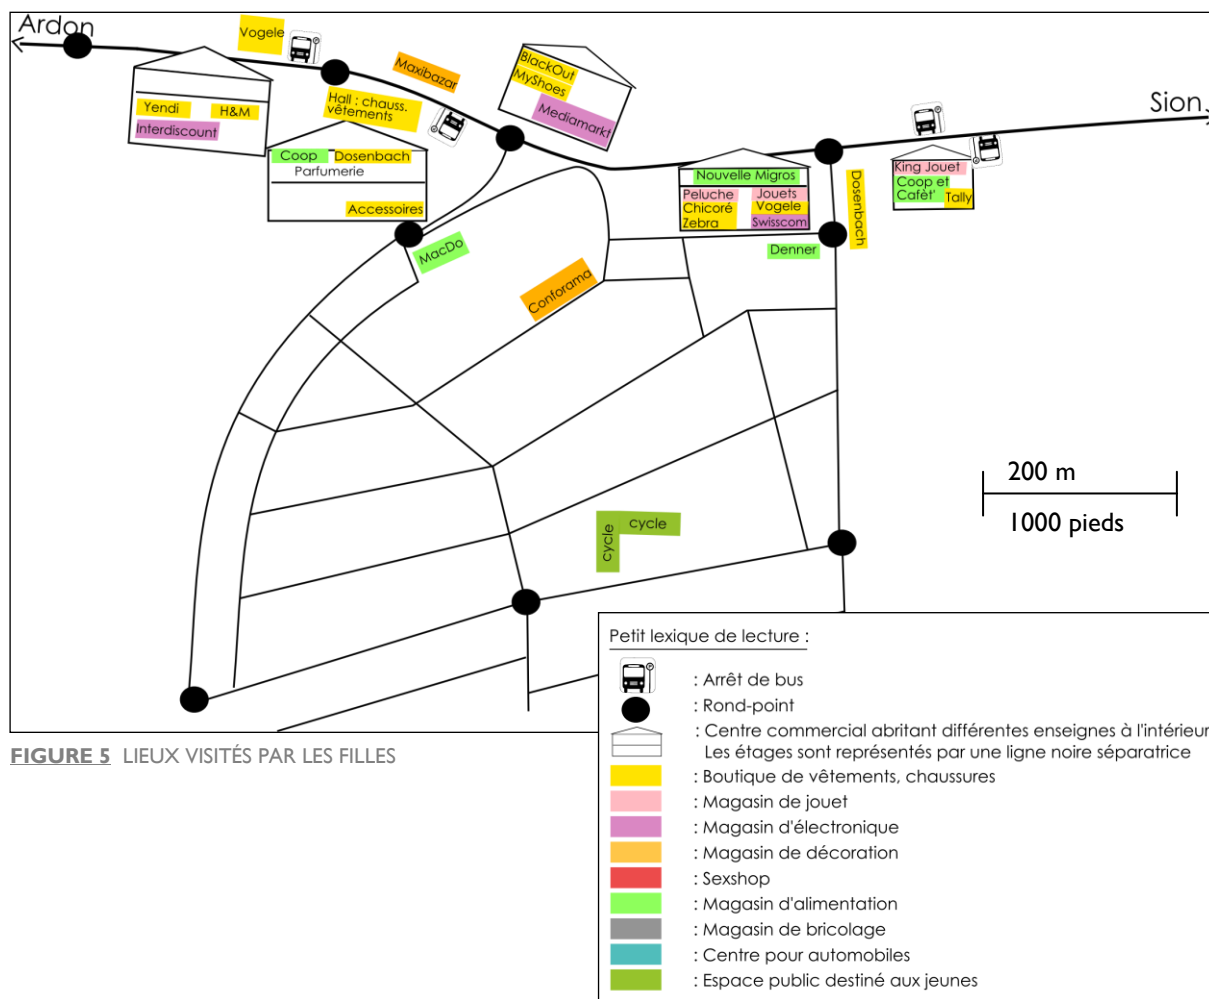 Ardon
Vogele
Maxibazar
BlackOut
MyShoes
Mediamarkt
Sion
Yendi
H&M
Interdiscount
Hall : chauss.
vêtements
Coop
Dosenbach
Parfumerie
Accessoires
Nouvelle Migros
Peluche
Jouets
Chicoré
Vogele
Zebra
Swisscom
Dosenbach
King Jouet
Coop et
Cafèt'
Tally
MacDo
Denner
Conforama
200 m
1000 pieds
cycle
cycle
Petit lexique de lecture :
: Arrêt de bus
: Rond-point
: Centre commercial abritant différentes enseignes à l'intérieur
Les étages sont représentés par une ligne noire séparatrice
: Boutique de vêtements, chaussures
: Magasin de jouet
: Magasin d'électronique
: Magasin de décoration
: Sexshop
: Magasin d'alimentation
: Magasin de bricolage
: Centre pour automobiles
: Espace public destiné aux jeunes
FIGURE 5 LIEUX VISITÉS PAR LES FILLES